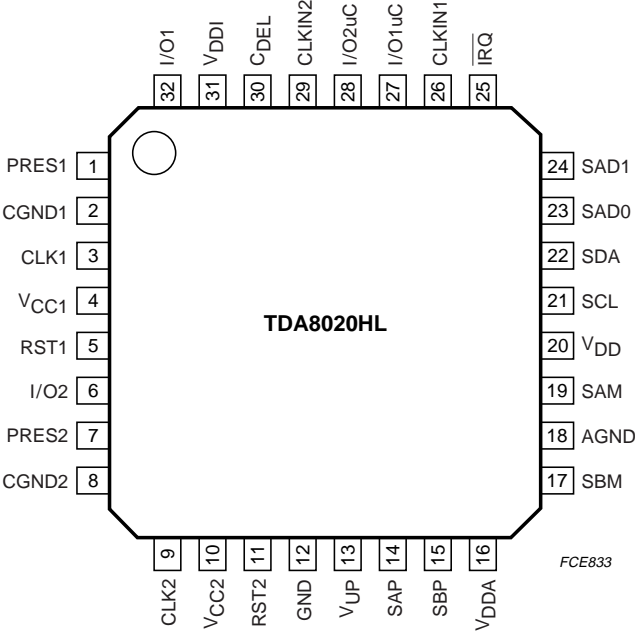 I/O1 VDDI CDEL CLKIN2 I/O2uC I/O1uC CLKIN1 IRQ
32 31 30 29 28 27 26 25
PRES1 1
CGND1 2
CLK1 3
VCC1 4
RST1 5
I/O2 6
PRES2 7
CGND2 8
TDA8020HL
24 SAD1
23 SAD0
22 SDA
21 SCL
20 VDD
19 SAM
18 AGND
17 SBM
9 10 11 12 13 14 15 16
CLK2 VCC2 RST2 GND VUP SAP SBP VDDA
FCE833